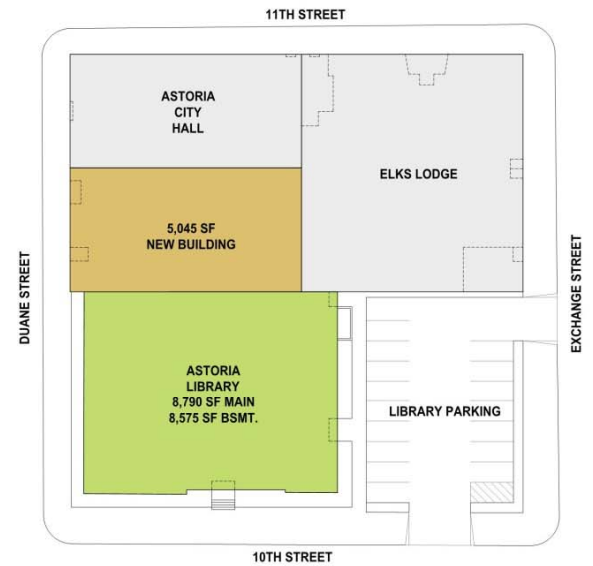 11TH STREET
ASTORIA
CITY
HALL
ELKS LODGE
5,045 SF
NEW BUILDING
DUANE STREET
EXCHANGE STREET
ASTORIA
LIBRARY
8,790 SF MAIN
8,575 SF BSMT.
LIBRARY PARKING
10TH STREET